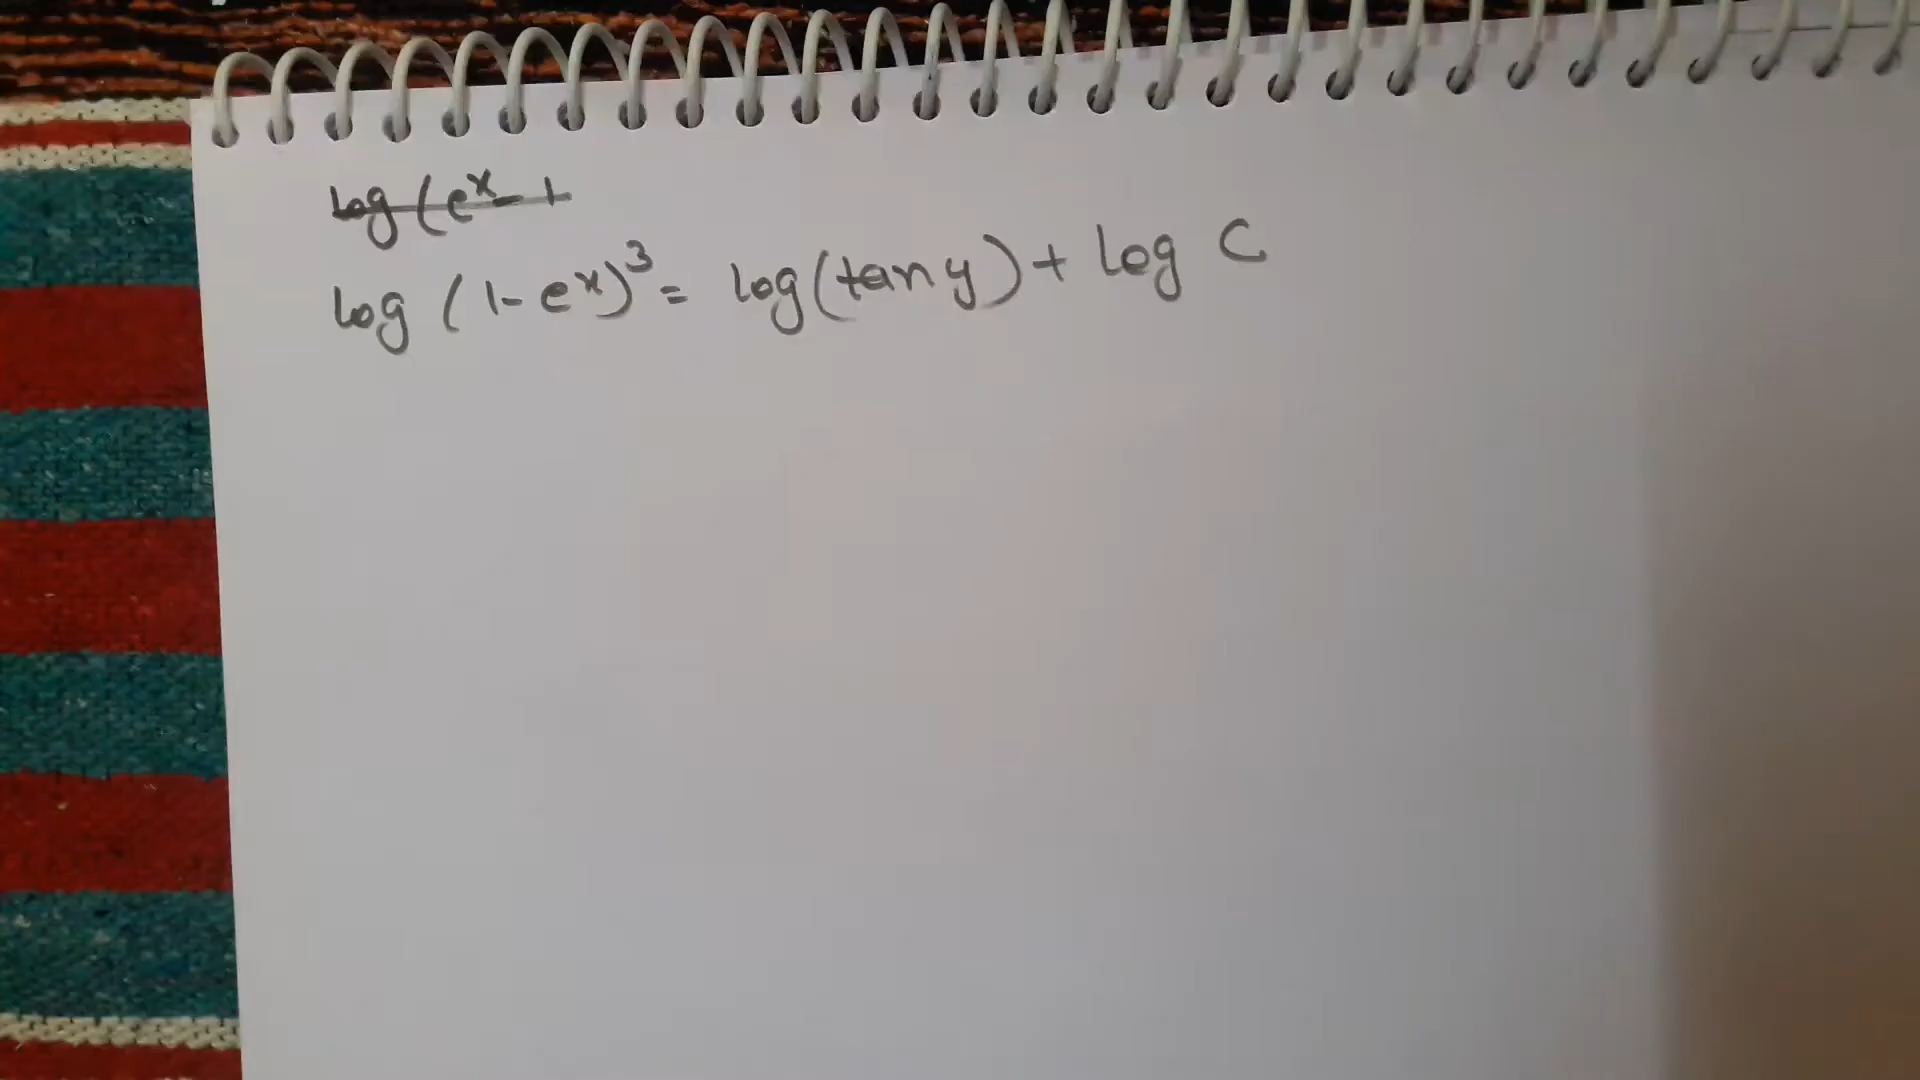 log (e^x - 1
log (1 - e^x)^3 = log(tan y) + log C